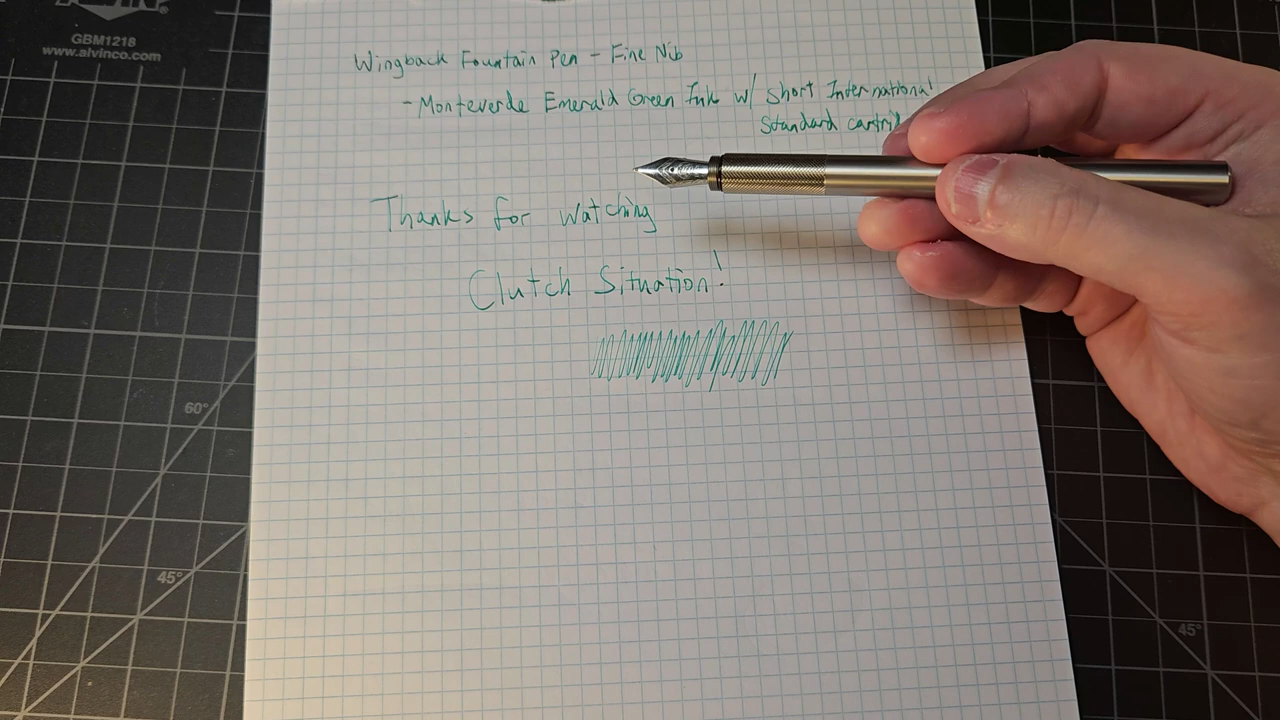 ALVIN
GBM1218
www.alvinco.com
Wingback Fountain Pen - Fine Nib
- Monteverde Emerald Green Ink w/ short International
Standard
Thanks for watching
Clutch Situation!
60°
45°
45°